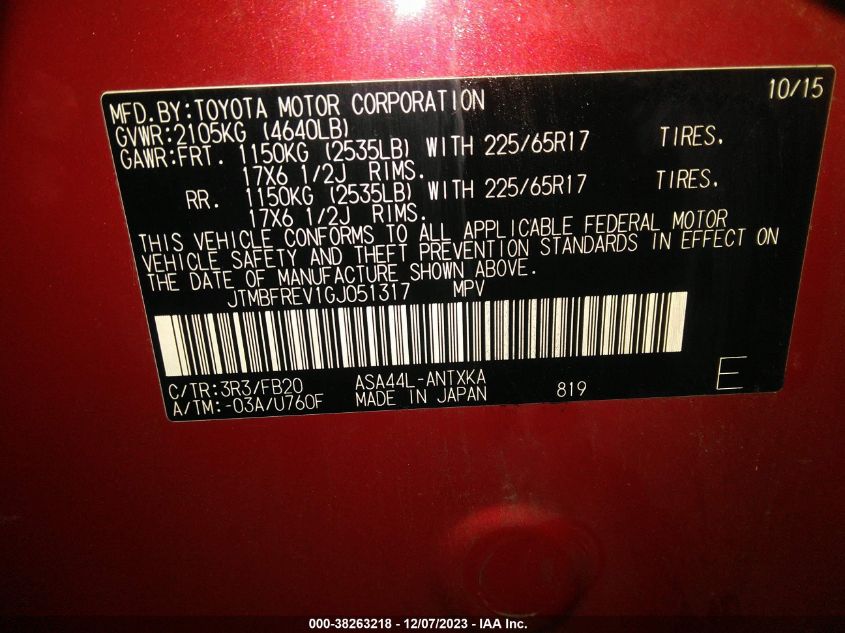 10/15
MFD.BY:TOYOTA MOTOR CORPORATION
GVWR:2105KG (4640LB)
GAWR:FRT. 1150KG (2535LB) WITH 225/65R17 TIRES,
17X6 1/2J RIMS.
RR. 1150KG (2535LB) WITH 225/65R17 TIRES,
17X6 1/2J RIMS.
THIS VEHICLE CONFORMS TO ALL APPLICABLE FEDERAL MOTOR
VEHICLE SAFETY AND THEFT PREVENTION STANDARDS IN EFFECT ON
THE DATE OF MANUFACTURE SHOWN ABOVE.
JTMBFREV1GJ051317 MPV
C/TR:3R3/FB20 ASA44L-ANTXKA
A/TM:-03A/U760F MADE IN JAPAN 819 E
000-38263218 - 12/07/2023 - IAA Inc.